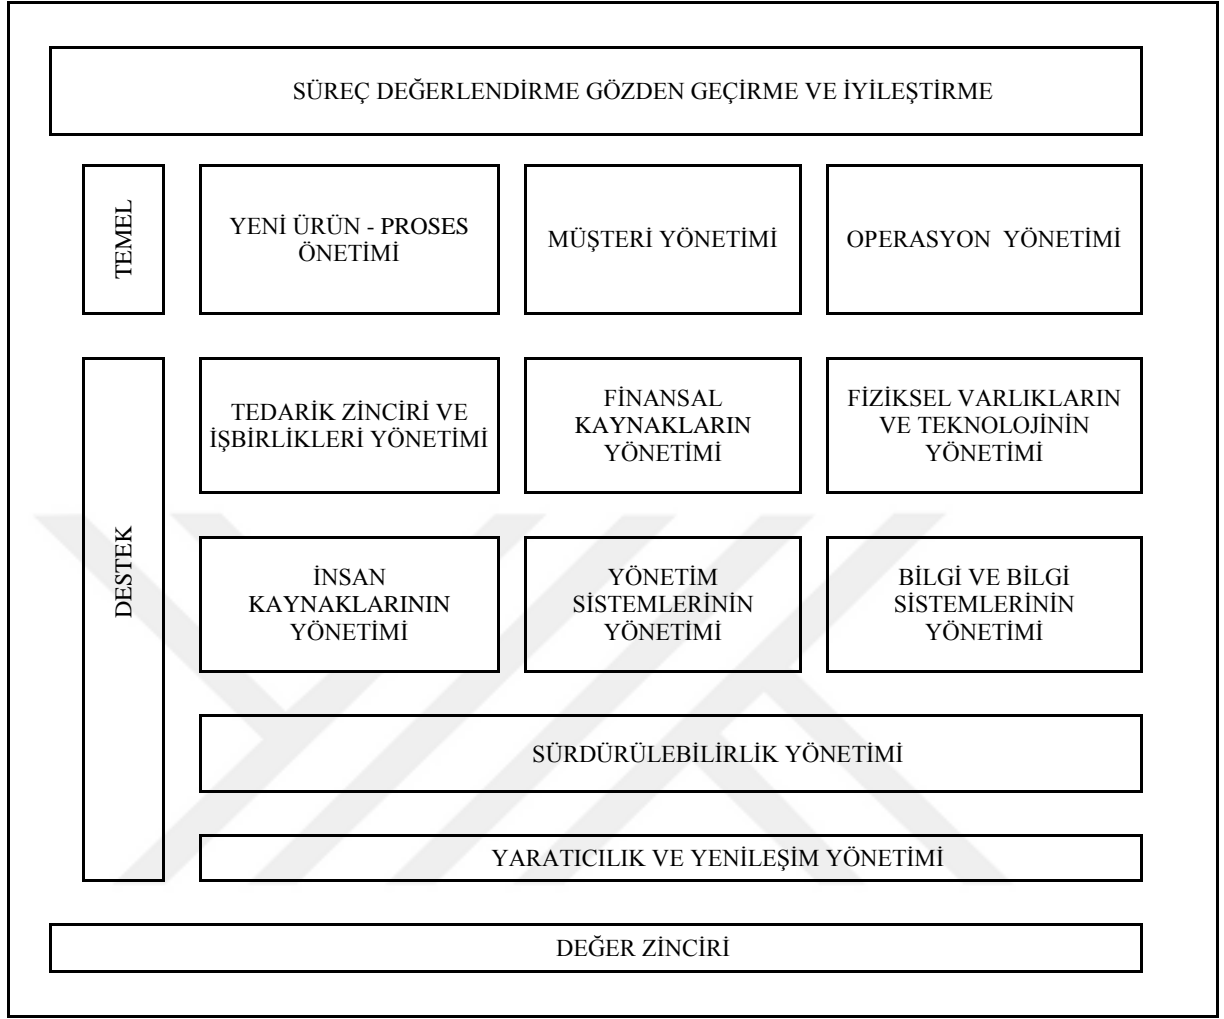 SÜREÇ DEĞERLENDİRME GÖZDEN GEÇİRME VE İYİLEŞTİRME
TEMEL
YENİ ÜRÜN - PROSES
ÖNETİMİ
MÜŞTERİ YÖNETİMİ
OPERASYON YÖNETİMİ
DESTEK
TEDARİK ZİNCİRİ VE
İŞBİRLİKLERİ YÖNETİMİ
FİNANSAL
KAYNAKLARIN
YÖNETİMİ
FİZİKSEL VARLIKLARIN
VE TEKNOLOJİNİN
YÖNETİMİ
İNSAN
KAYNAKLARININ
YÖNETİMİ
YÖNETİM
SİSTEMLERİNİN
YÖNETİMİ
BİLGİ VE BİLGİ
SİSTEMLERİNİN
YÖNETİMİ
SÜRDÜRÜLEBİLİRLİK YÖNETİMİ
YARATICILIK VE YENİLEŞİM YÖNETİMİ
DEĞER ZİNCİRİ